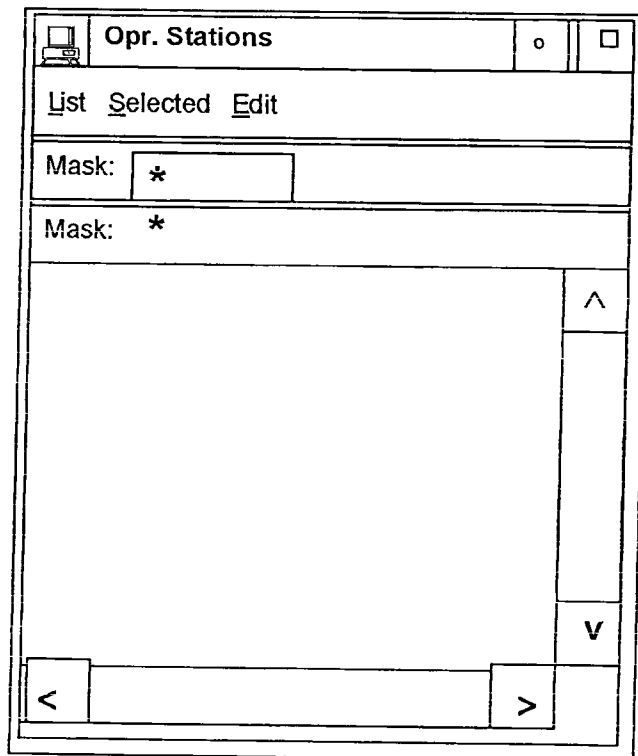 Opr. Stations
List Selected Edit
Mask: *
Mask: *
^
v
< >